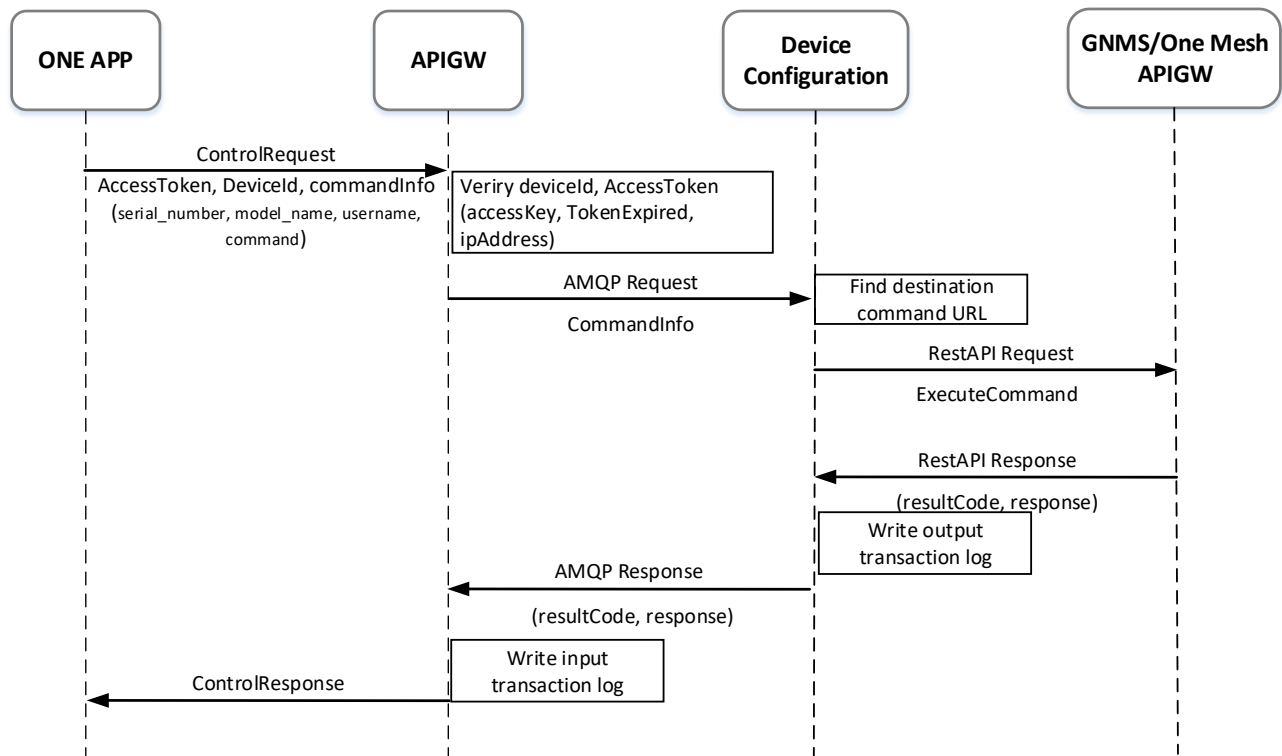 ONE APP
APIGW
Device
Configuration
GNMS/One Mesh
APIGW
ControlRequest
AccessToken, DeviceId, commandInfo
(serial_number, model_name, username,
command)
Veriry deviceId, AccessToken
(accessKey, TokenExpired,
ipAddress)
AMQP Request
CommandInfo
Find destination
command URL
RestAPI Request
ExecuteCommand
RestAPI Response
(resultCode, response)
Write output
transaction log
AMQP Response
(resultCode, response)
Write input
transaction log
ControlResponse